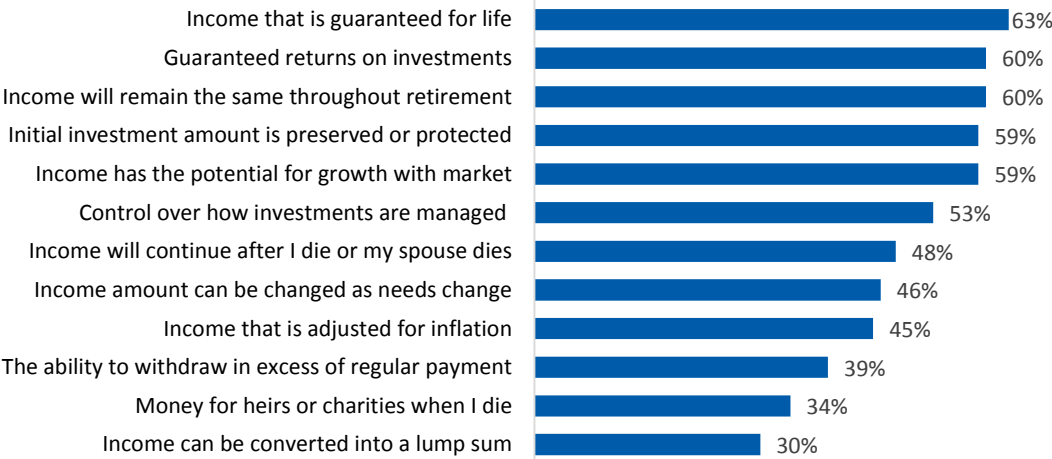 Income that is guaranteed for life 63%
Guaranteed returns on investments 60%
Income will remain the same throughout retirement 60%
Initial investment amount is preserved or protected 59%
Income has the potential for growth with market 59%
Control over how investments are managed 53%
Income will continue after I die or my spouse dies 48%
Income amount can be changed as needs change 46%
Income that is adjusted for inflation 45%
The ability to withdraw in excess of regular payment 39%
Money for heirs or charities when I die 34%
Income can be converted into a lump sum 30%